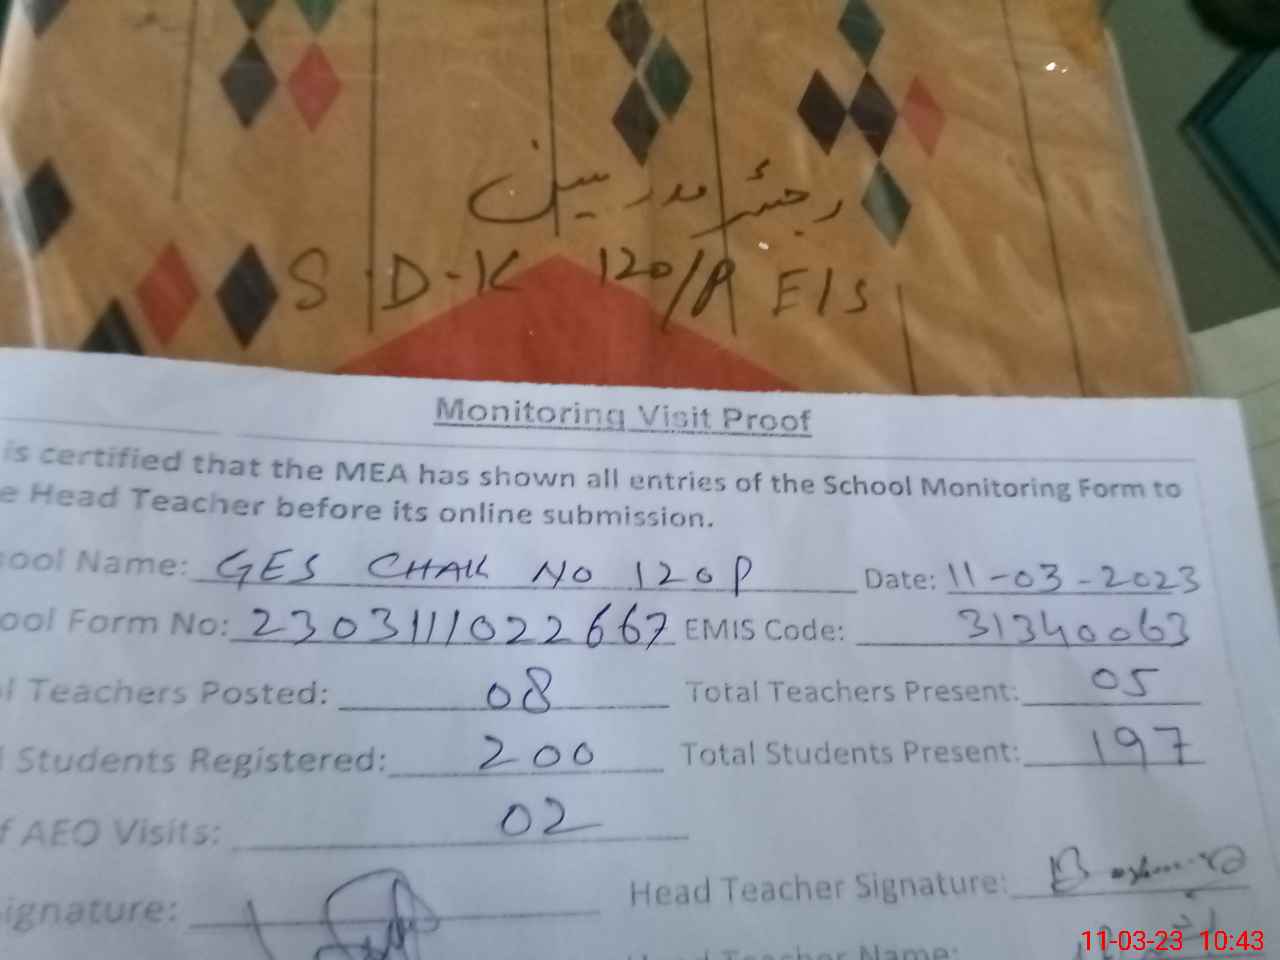 رجسٹر مدرسین
S.D-K 120/P E/S
Monitoring Visit Proof
is certified that the MEA has shown all entries of the School Monitoring Form to
e Head Teacher before its online submission.
ool Name: GES CHAK NO 120P Date: 11-03-2023
ool Form No:2303111022667 EMIS Code: 31340063
l Teachers Posted: 08 Total Teachers Present: 05
Students Registered: 200 Total Students Present: 197
f AEO Visits: 02
ignature: Head Teacher Signature:
Head Teacher Name:
11-03-23 10:43